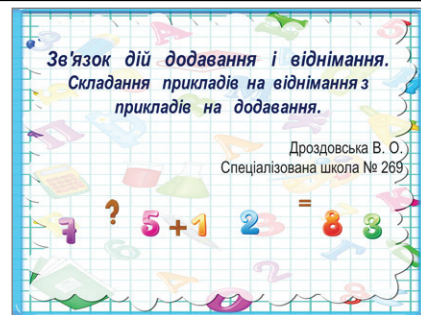 Зв'язок дій додавання і віднімання.
Складання прикладів на віднімання з
прикладів на додавання.
Дроздовська В. О.
Спеціалізована школа № 269
7 ? 5 + 1 2 = 8 3